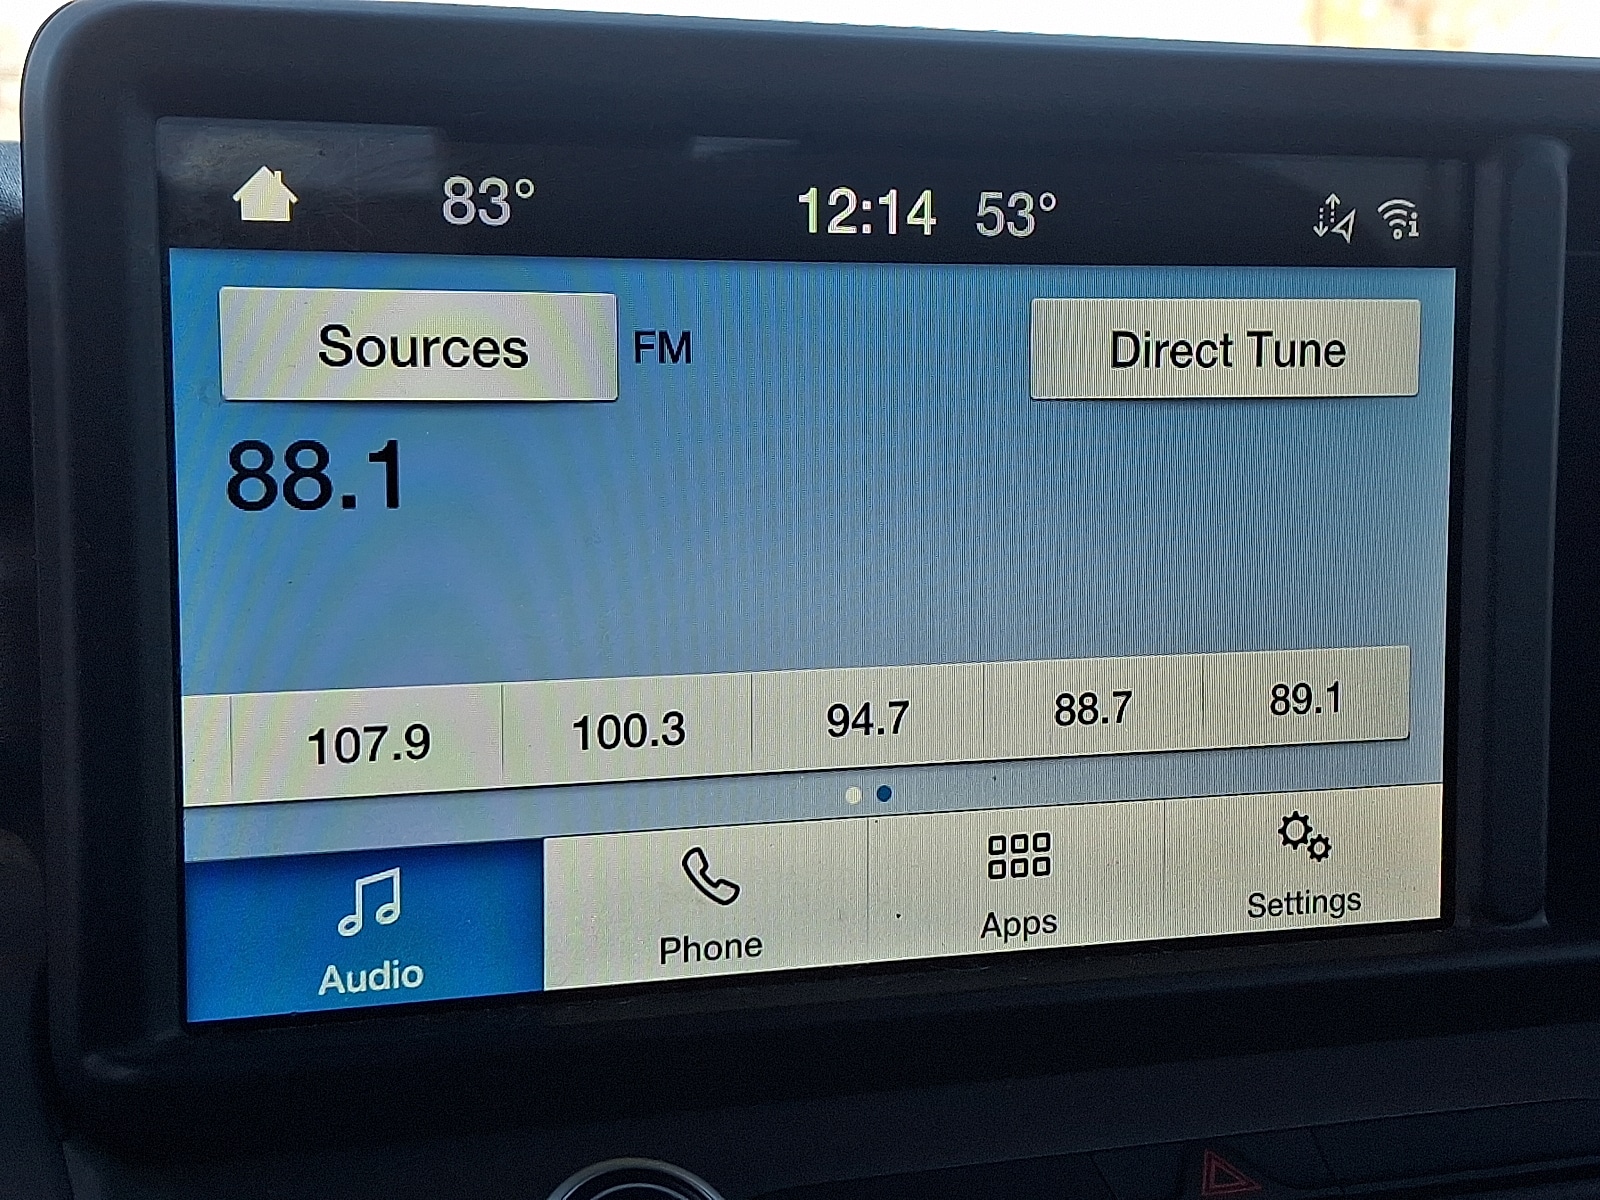 83° 12:14 53°
Sources FM Direct Tune
88.1
107.9 100.3 94.7 88.7 89.1
Audio Phone Apps Settings